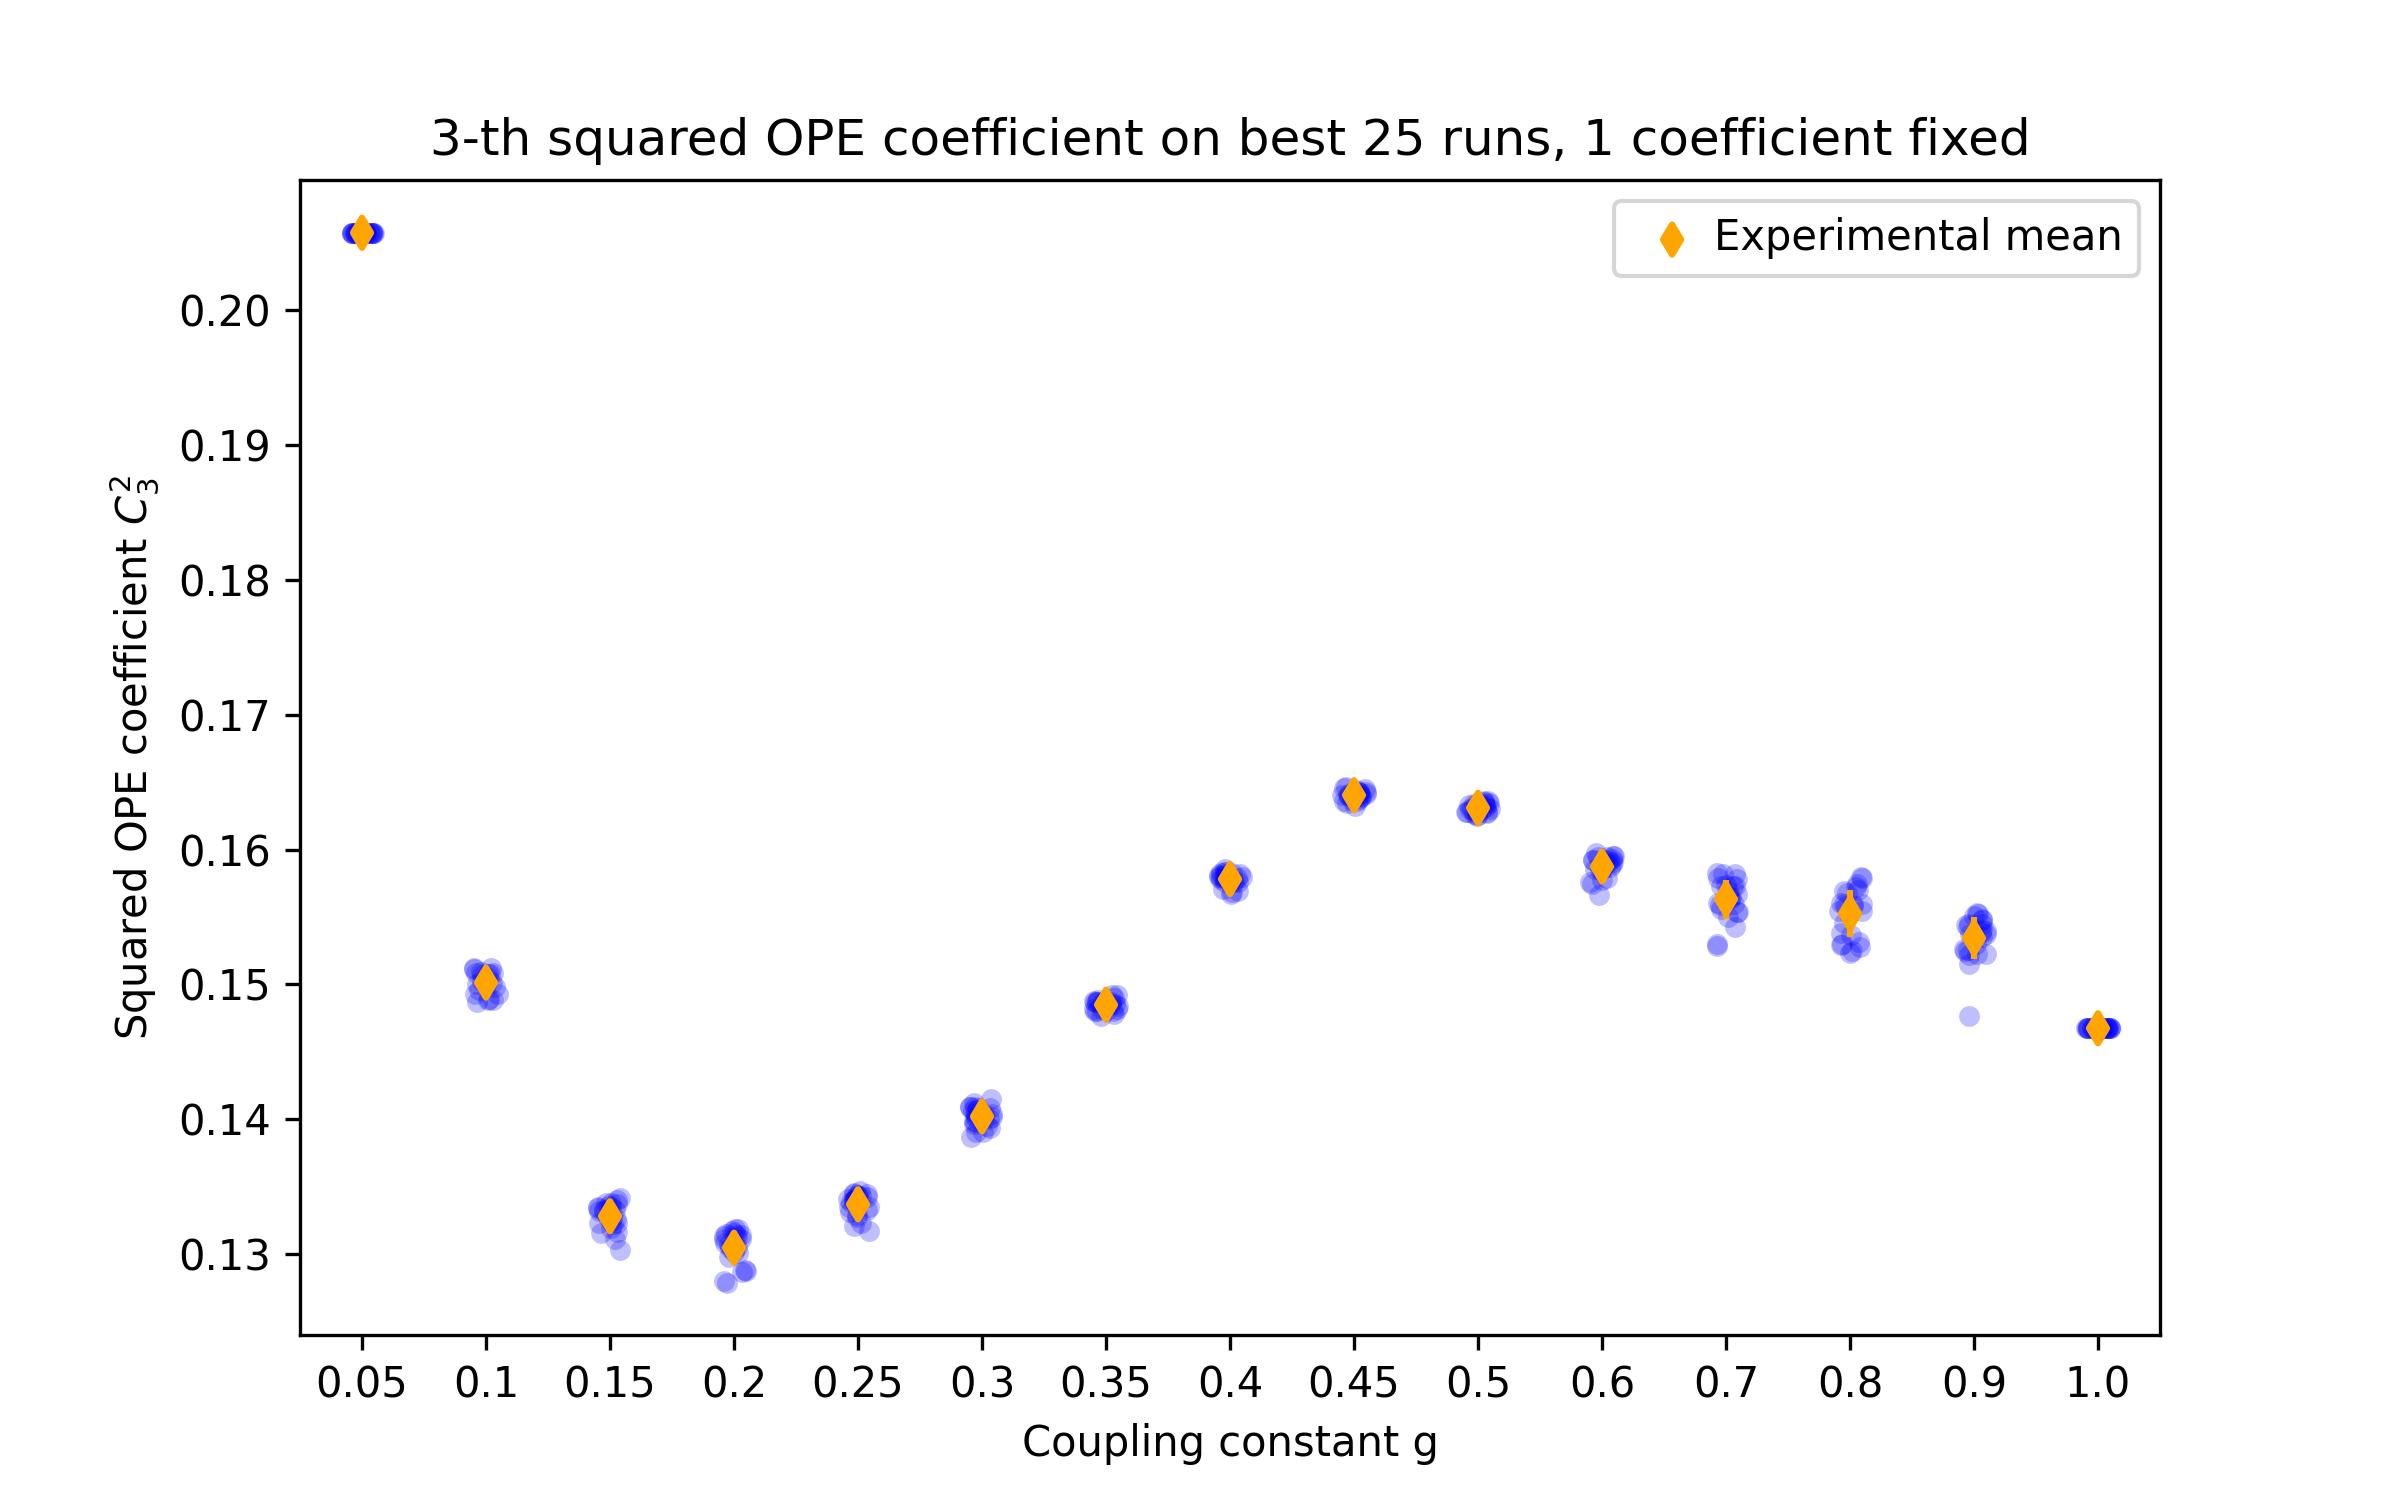 3-th squared OPE coefficient on best 25 runs, 1 coefficient fixed
Experimental mean
Squared OPE coefficient $C_3^2$
0.20
0.19
0.18
0.17
0.16
0.15
0.14
0.13
0.05 0.1 0.15 0.2 0.25 0.3 0.35 0.4 0.45 0.5 0.6 0.7 0.8 0.9 1.0
Coupling constant g